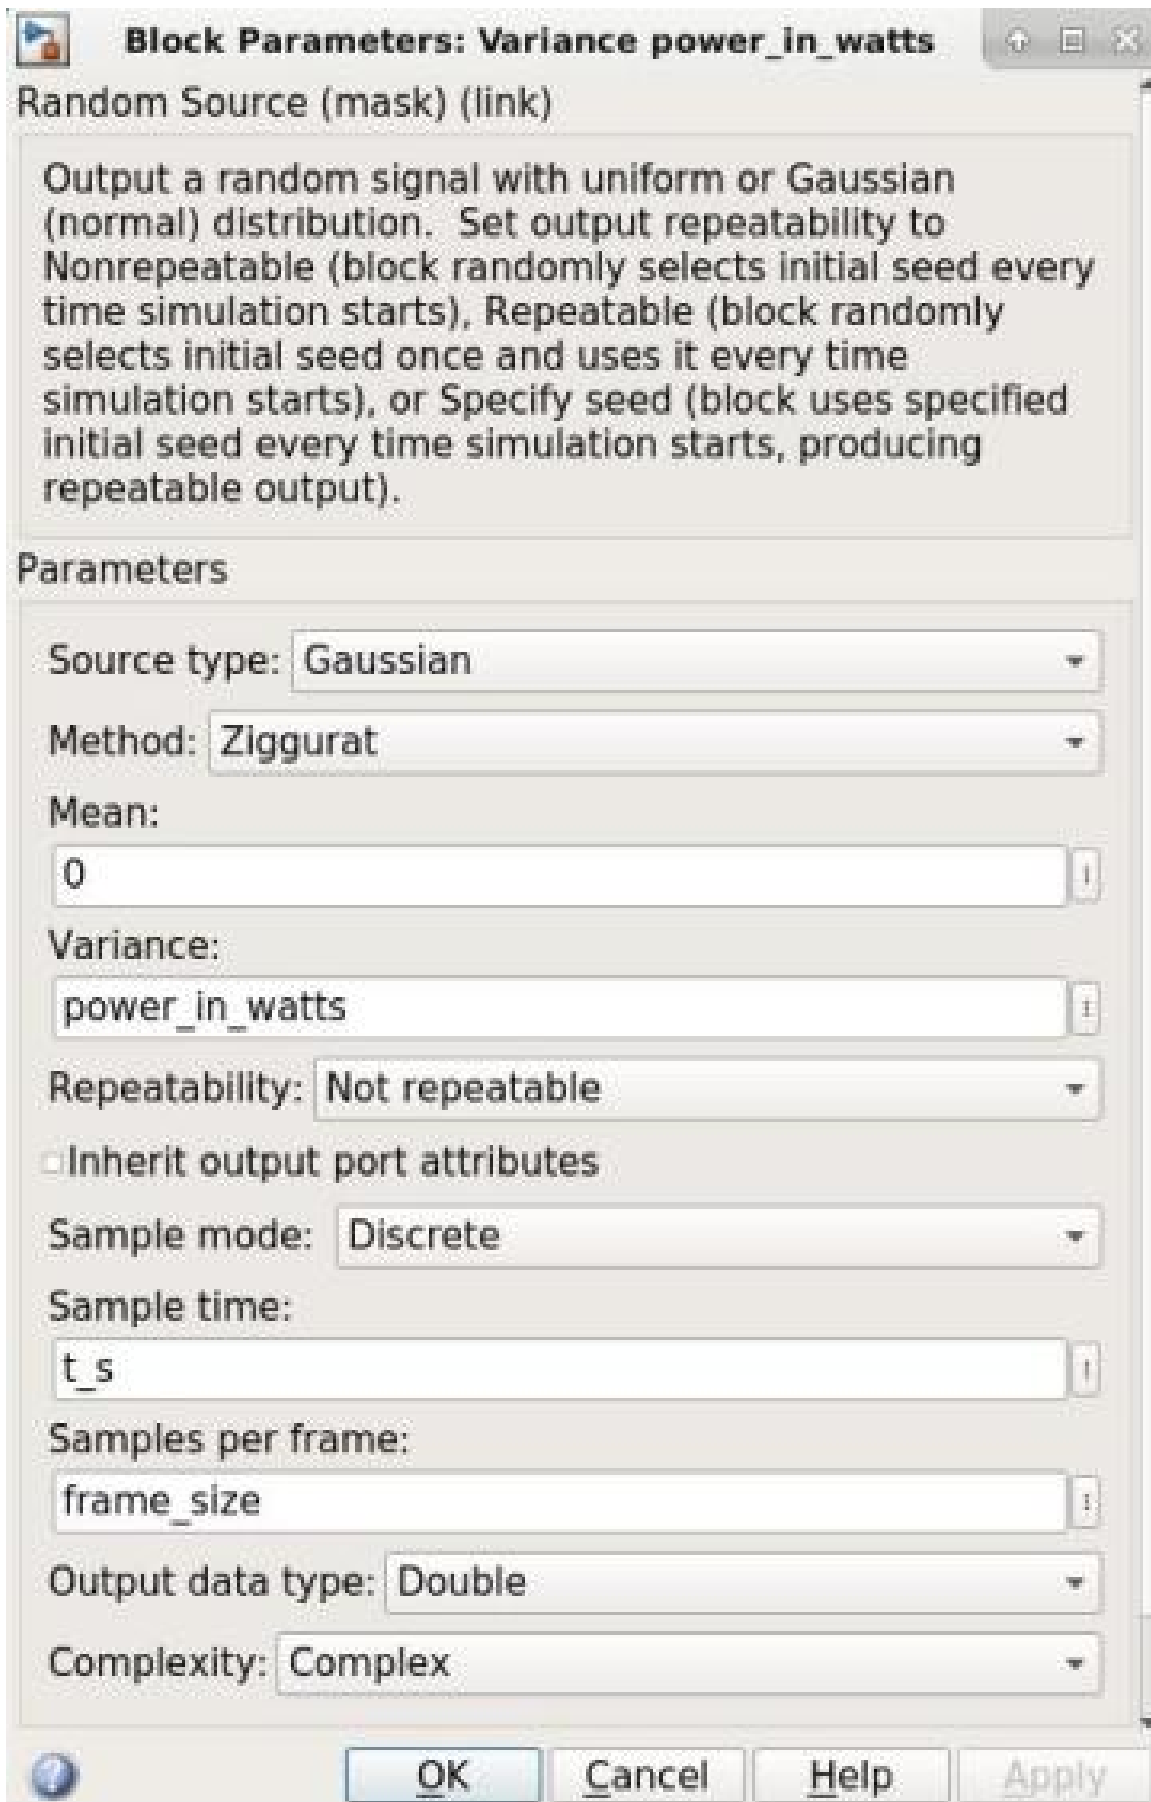 Block Parameters: Variance power_in_watts
Random Source (mask) (link)
Output a random signal with uniform or Gaussian
(normal) distribution.  Set output repeatability to
Nonrepeatable (block randomly selects initial seed every
time simulation starts), Repeatable (block randomly
selects initial seed once and uses it every time
simulation starts), or Specify seed (block uses specified
initial seed every time simulation starts, producing
repeatable output).
Parameters
Source type: Gaussian
Method: Ziggurat
Mean:
0
Variance:
power_in_watts
Repeatability: Not repeatable
Inherit output port attributes
Sample mode: Discrete
Sample time:
t_s
Samples per frame:
frame_size
Output data type: Double
Complexity: Complex
OK Cancel Help Apply